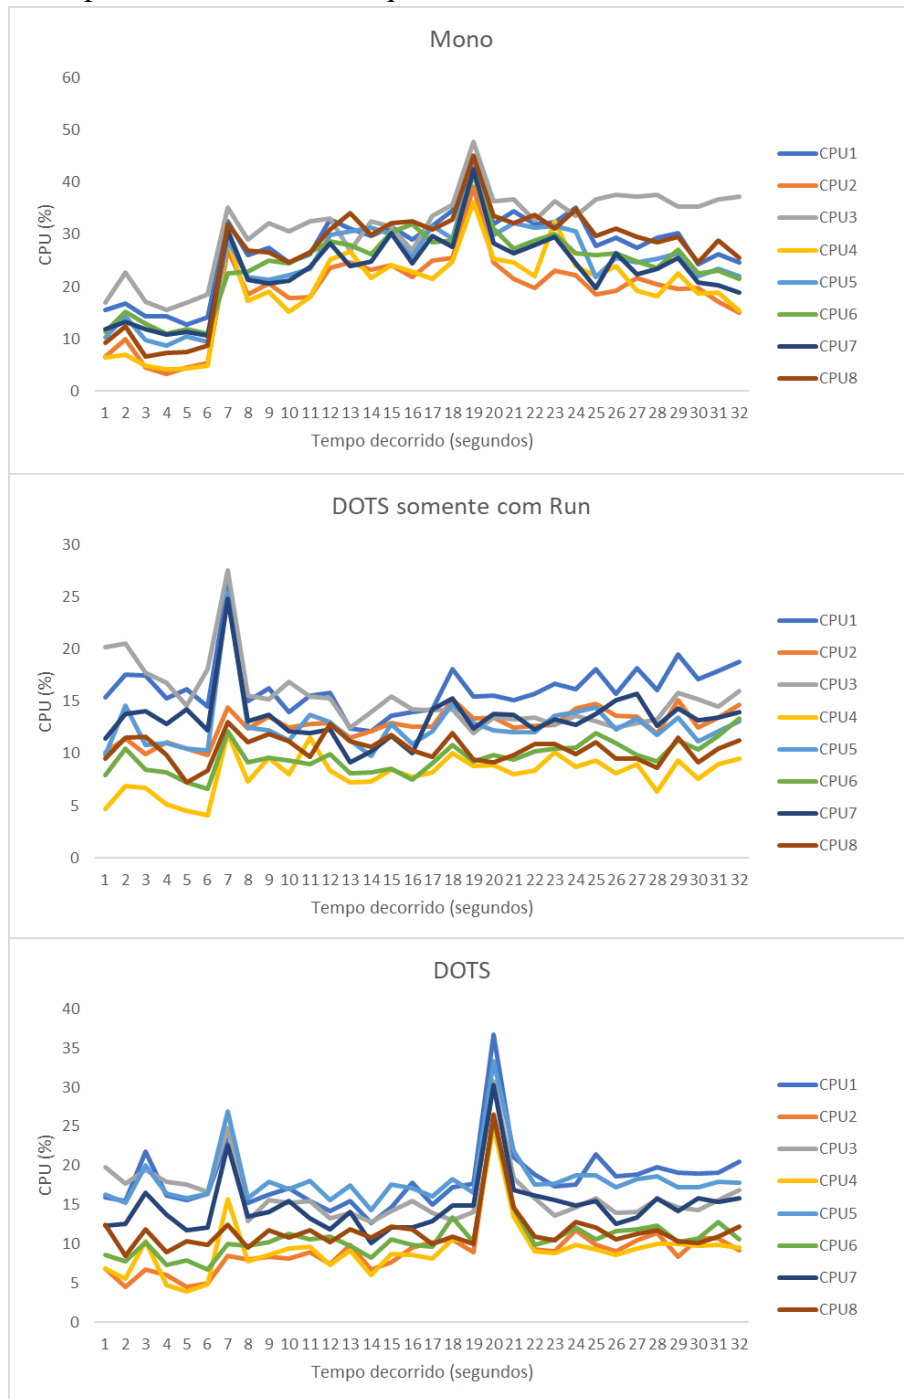 Mono
60
50
40
30
20
10
0
CPU (%)
1 2 3 4 5 6 7 8 9 10 11 12 13 14 15 16 17 18 19 20 21 22 23 24 25 26 27 28 29 30 31 32
Tempo decorrido (segundos)
CPU1
CPU2
CPU3
CPU4
CPU5
CPU6
CPU7
CPU8
DOTS somente com Run
30
25
20
15
10
5
0
CPU (%)
1 2 3 4 5 6 7 8 9 10 11 12 13 14 15 16 17 18 19 20 21 22 23 24 25 26 27 28 29 30 31 32
Tempo decorrido (segundos)
CPU1
CPU2
CPU3
CPU4
CPU5
CPU6
CPU7
CPU8
DOTS
40
35
30
25
20
15
10
5
0
CPU (%)
1 2 3 4 5 6 7 8 9 10 11 12 13 14 15 16 17 18 19 20 21 22 23 24 25 26 27 28 29 30 31 32
Tempo decorrido (segundos)
CPU1
CPU2
CPU3
CPU4
CPU5
CPU6
CPU7
CPU8